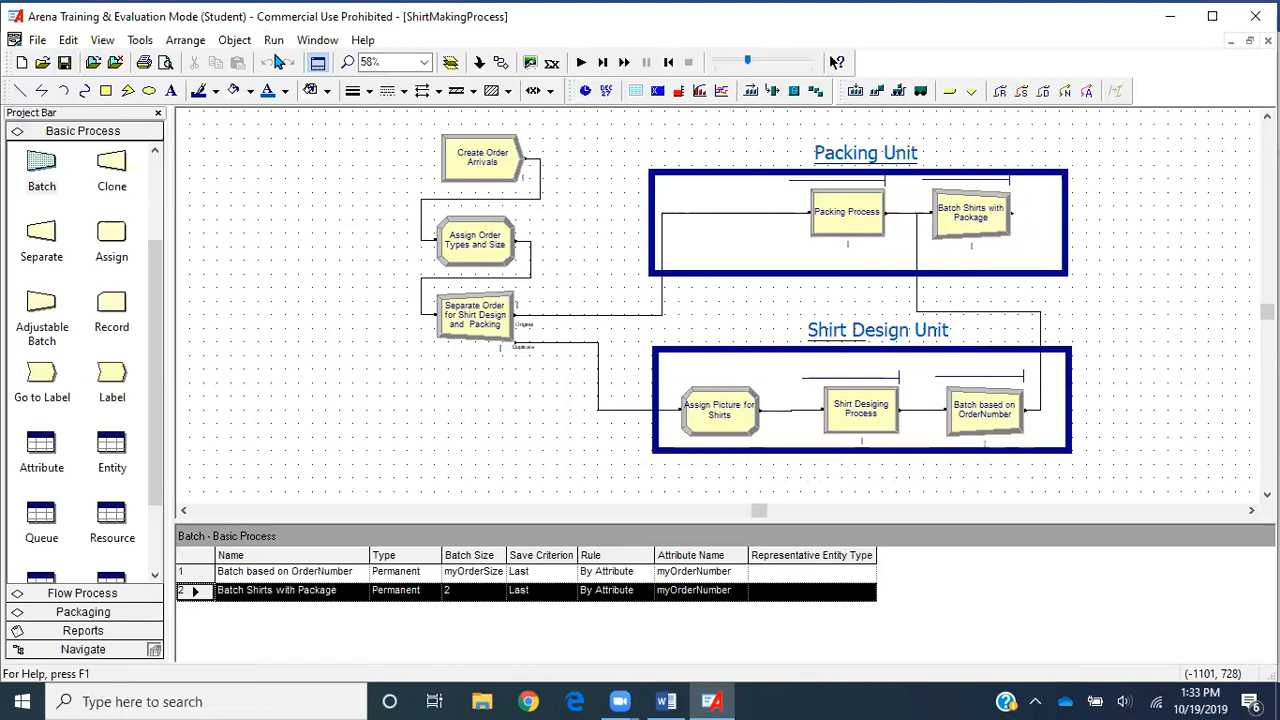 Arena Training & Evaluation Mode (Student) - Commercial Use Prohibited - [ShirtMakingProcess]
File Edit View Tools Arrange Object Run Window Help
58%
Project Bar
Basic Process
Batch Clone
Separate Assign
Adjustable Batch Record
Go to Label Label
Attribute Entity
Queue Resource
Flow Process
Packaging
Reports
Navigate
Create Order
Arrivals
Assign Order
Types and Size
Separate Order
for Shirt Design
and Packing
Original
Duplicate
Packing Unit
Packing Process
Batch Shirts with
Package
Shirt Design Unit
Assign Picture for
Shirts
Shirt Desiging
Process
Batch based on
OrderNumber
Batch - Basic Process
Name Type Batch Size Save Criterion Rule Attribute Name Representative Entity Type
1 Batch based on OrderNumber Permanent myOrderSize Last By Attribute myOrderNumber
2 Batch Shirts with Package Permanent 2 Last By Attribute myOrderNumber
For Help, press F1
(-1101, 728)
Type here to search
1:33 PM
10/19/2019
6